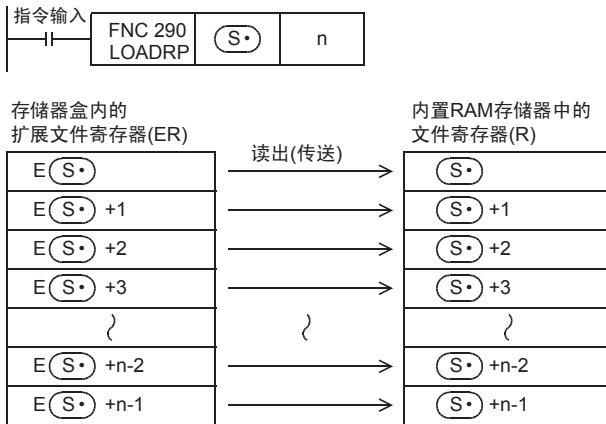 指令输入
FNC 290
LOADRP
S•
n
存储器盒内的
扩展文件寄存器(ER)
内置RAM存储器中的
文件寄存器(R)
读出(传送)
E S• S•
E S• +1 S• +1
E S• +2 S• +2
E S• +3 S• +3
E S• +n-2 S• +n-2
E S• +n-1 S• +n-1